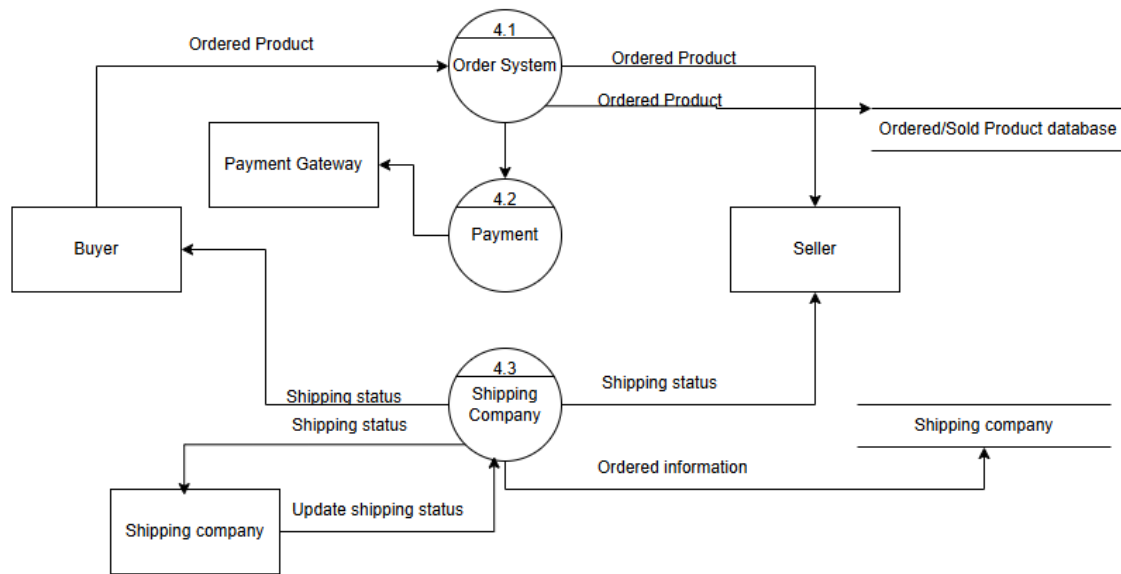 4.1
Ordered Product
Order System
Ordered Product
Ordered Product
Ordered/Sold Product database
Payment Gateway
4.2
Payment
Buyer
Seller
4.3
Shipping
Company
Shipping status
Shipping status
Shipping status
Shipping company
Ordered information
Update shipping status
Shipping company